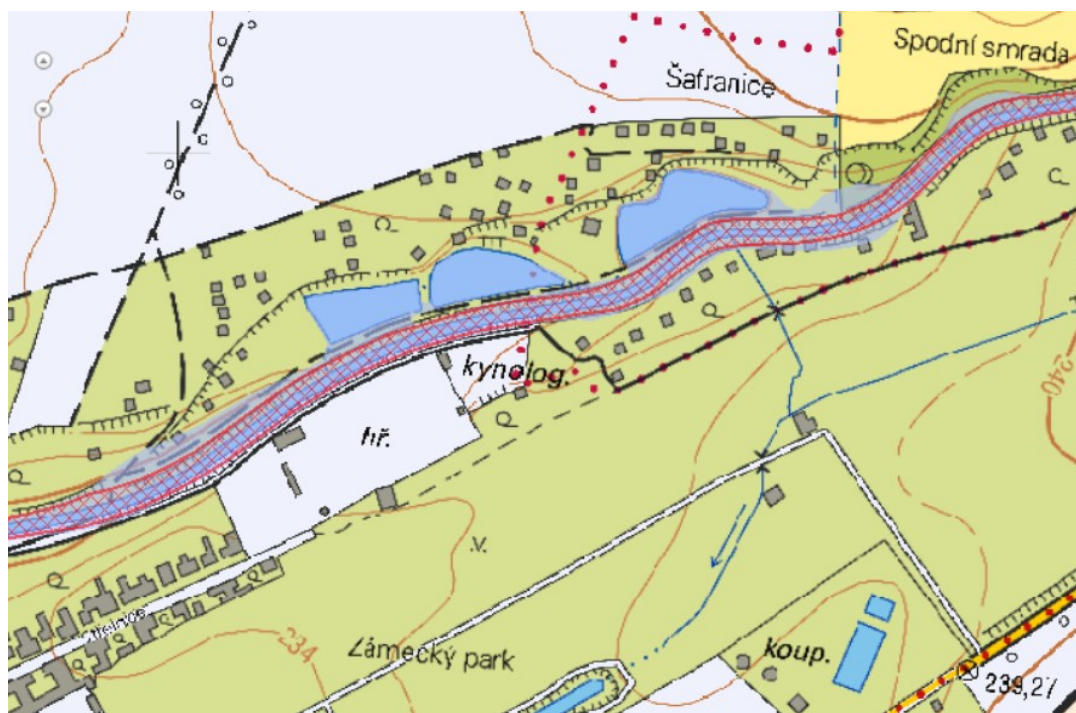 Spodní smrada
Šafranice
kynolog.
hř.
240
234
Zámecký park
koup.
239,27